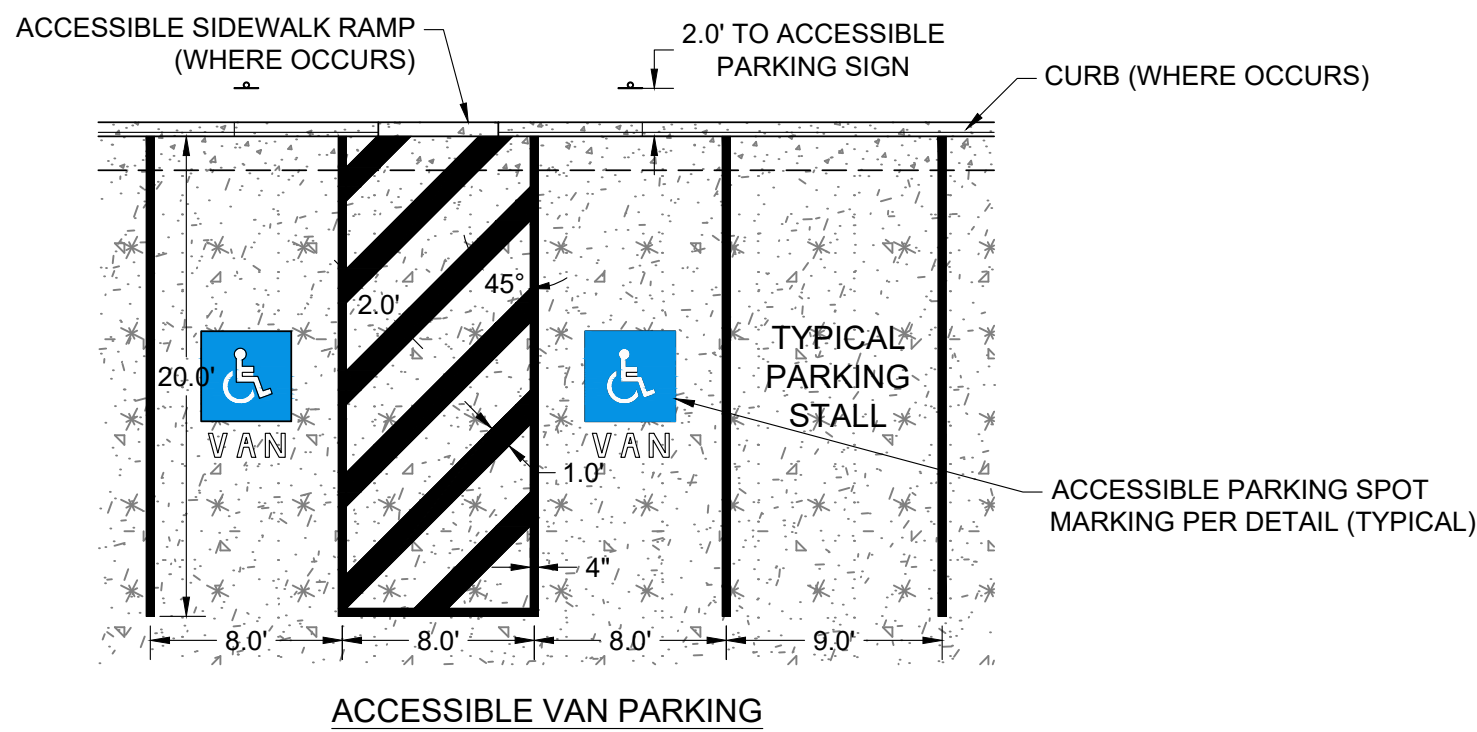 ACCESSIBLE SIDEWALK RAMP
(WHERE OCCURS)
2.0' TO ACCESSIBLE
PARKING SIGN
CURB (WHERE OCCURS)
45°
2.0'
20.0'
VAN
VAN
TYPICAL
PARKING
STALL
1.0'
ACCESSIBLE PARKING SPOT
MARKING PER DETAIL (TYPICAL)
4"
8.0'
8.0'
8.0'
9.0'
ACCESSIBLE VAN PARKING